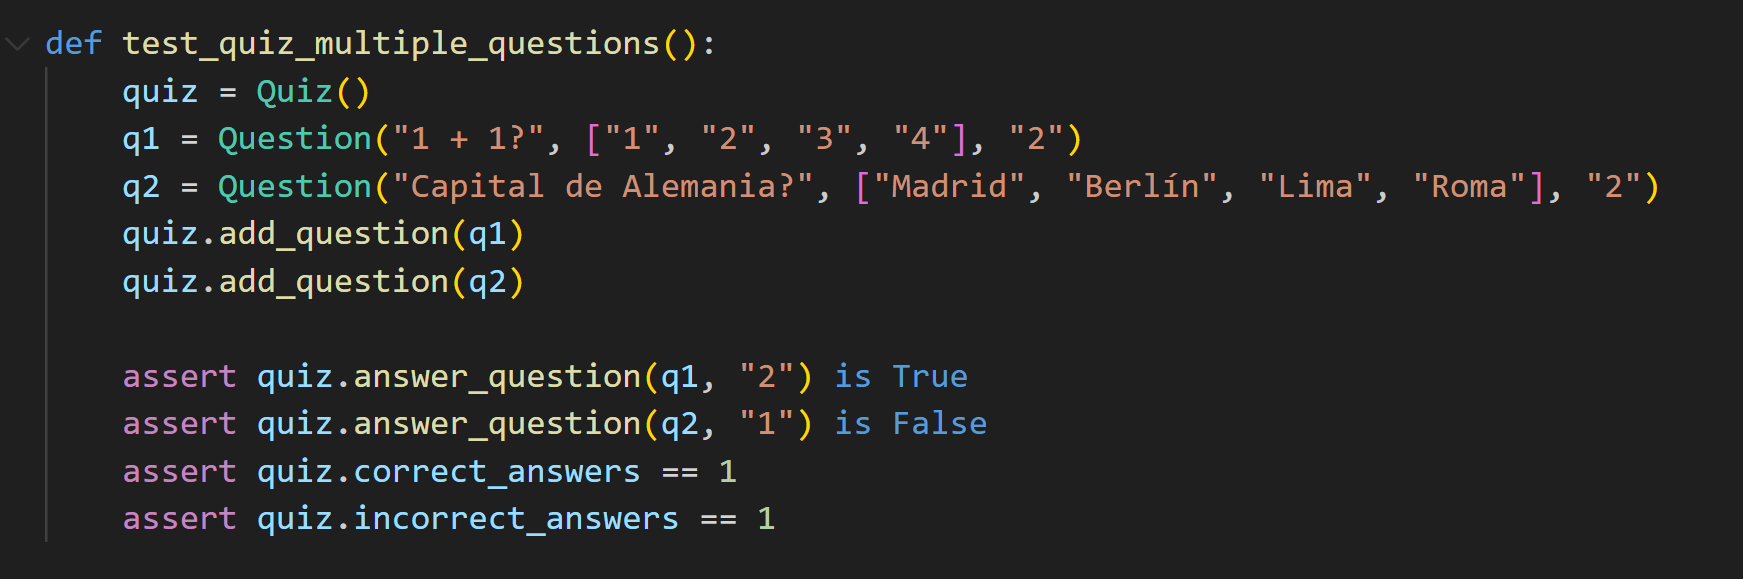 def test_quiz_multiple_questions():
    quiz = Quiz()
    q1 = Question("1 + 1?", ["1", "2", "3", "4"], "2")
    q2 = Question("Capital de Alemania?", ["Madrid", "Berlín", "Lima", "Roma"], "2")
    quiz.add_question(q1)
    quiz.add_question(q2)

    assert quiz.answer_question(q1, "2") is True
    assert quiz.answer_question(q2, "1") is False
    assert quiz.correct_answers == 1
    assert quiz.incorrect_answers == 1